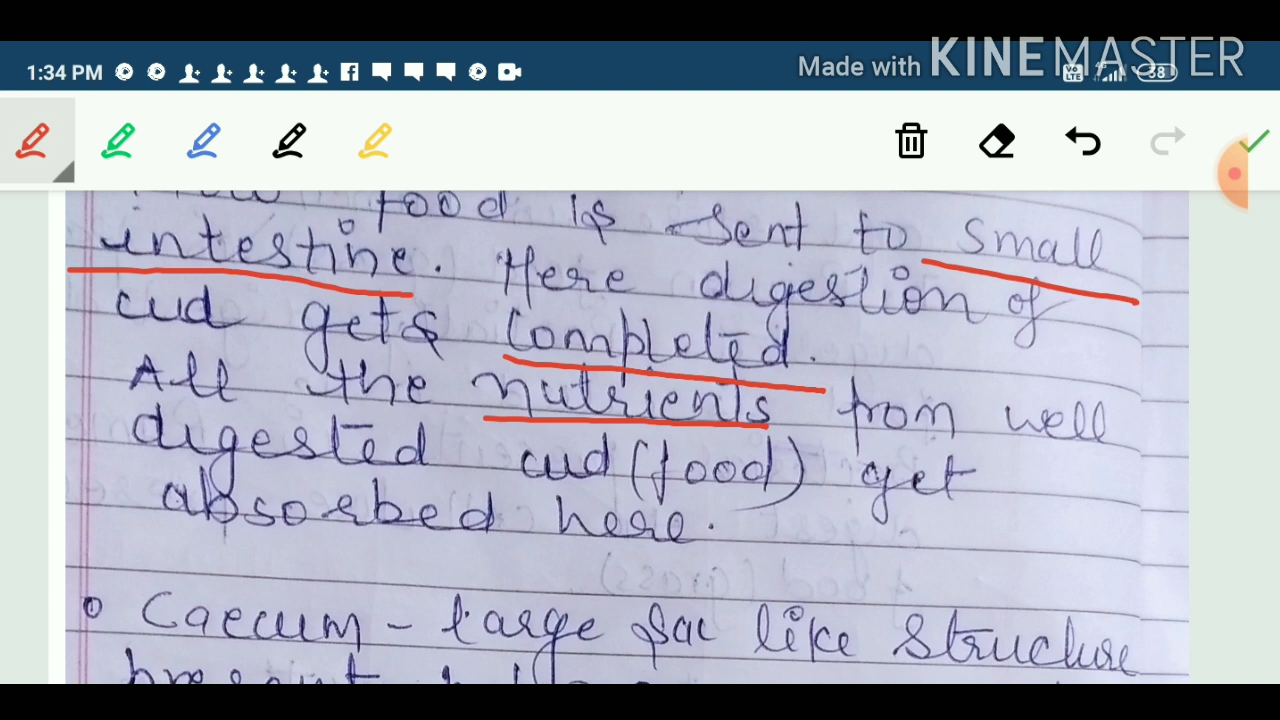 1:34 PM
Made with KINEMASTER
38
food is sent to small
intestine. Here digestion of
cud gets completed.
All the nutrients from well
digested cud (food) get
absorbed here.
Caecum - large sac like structure